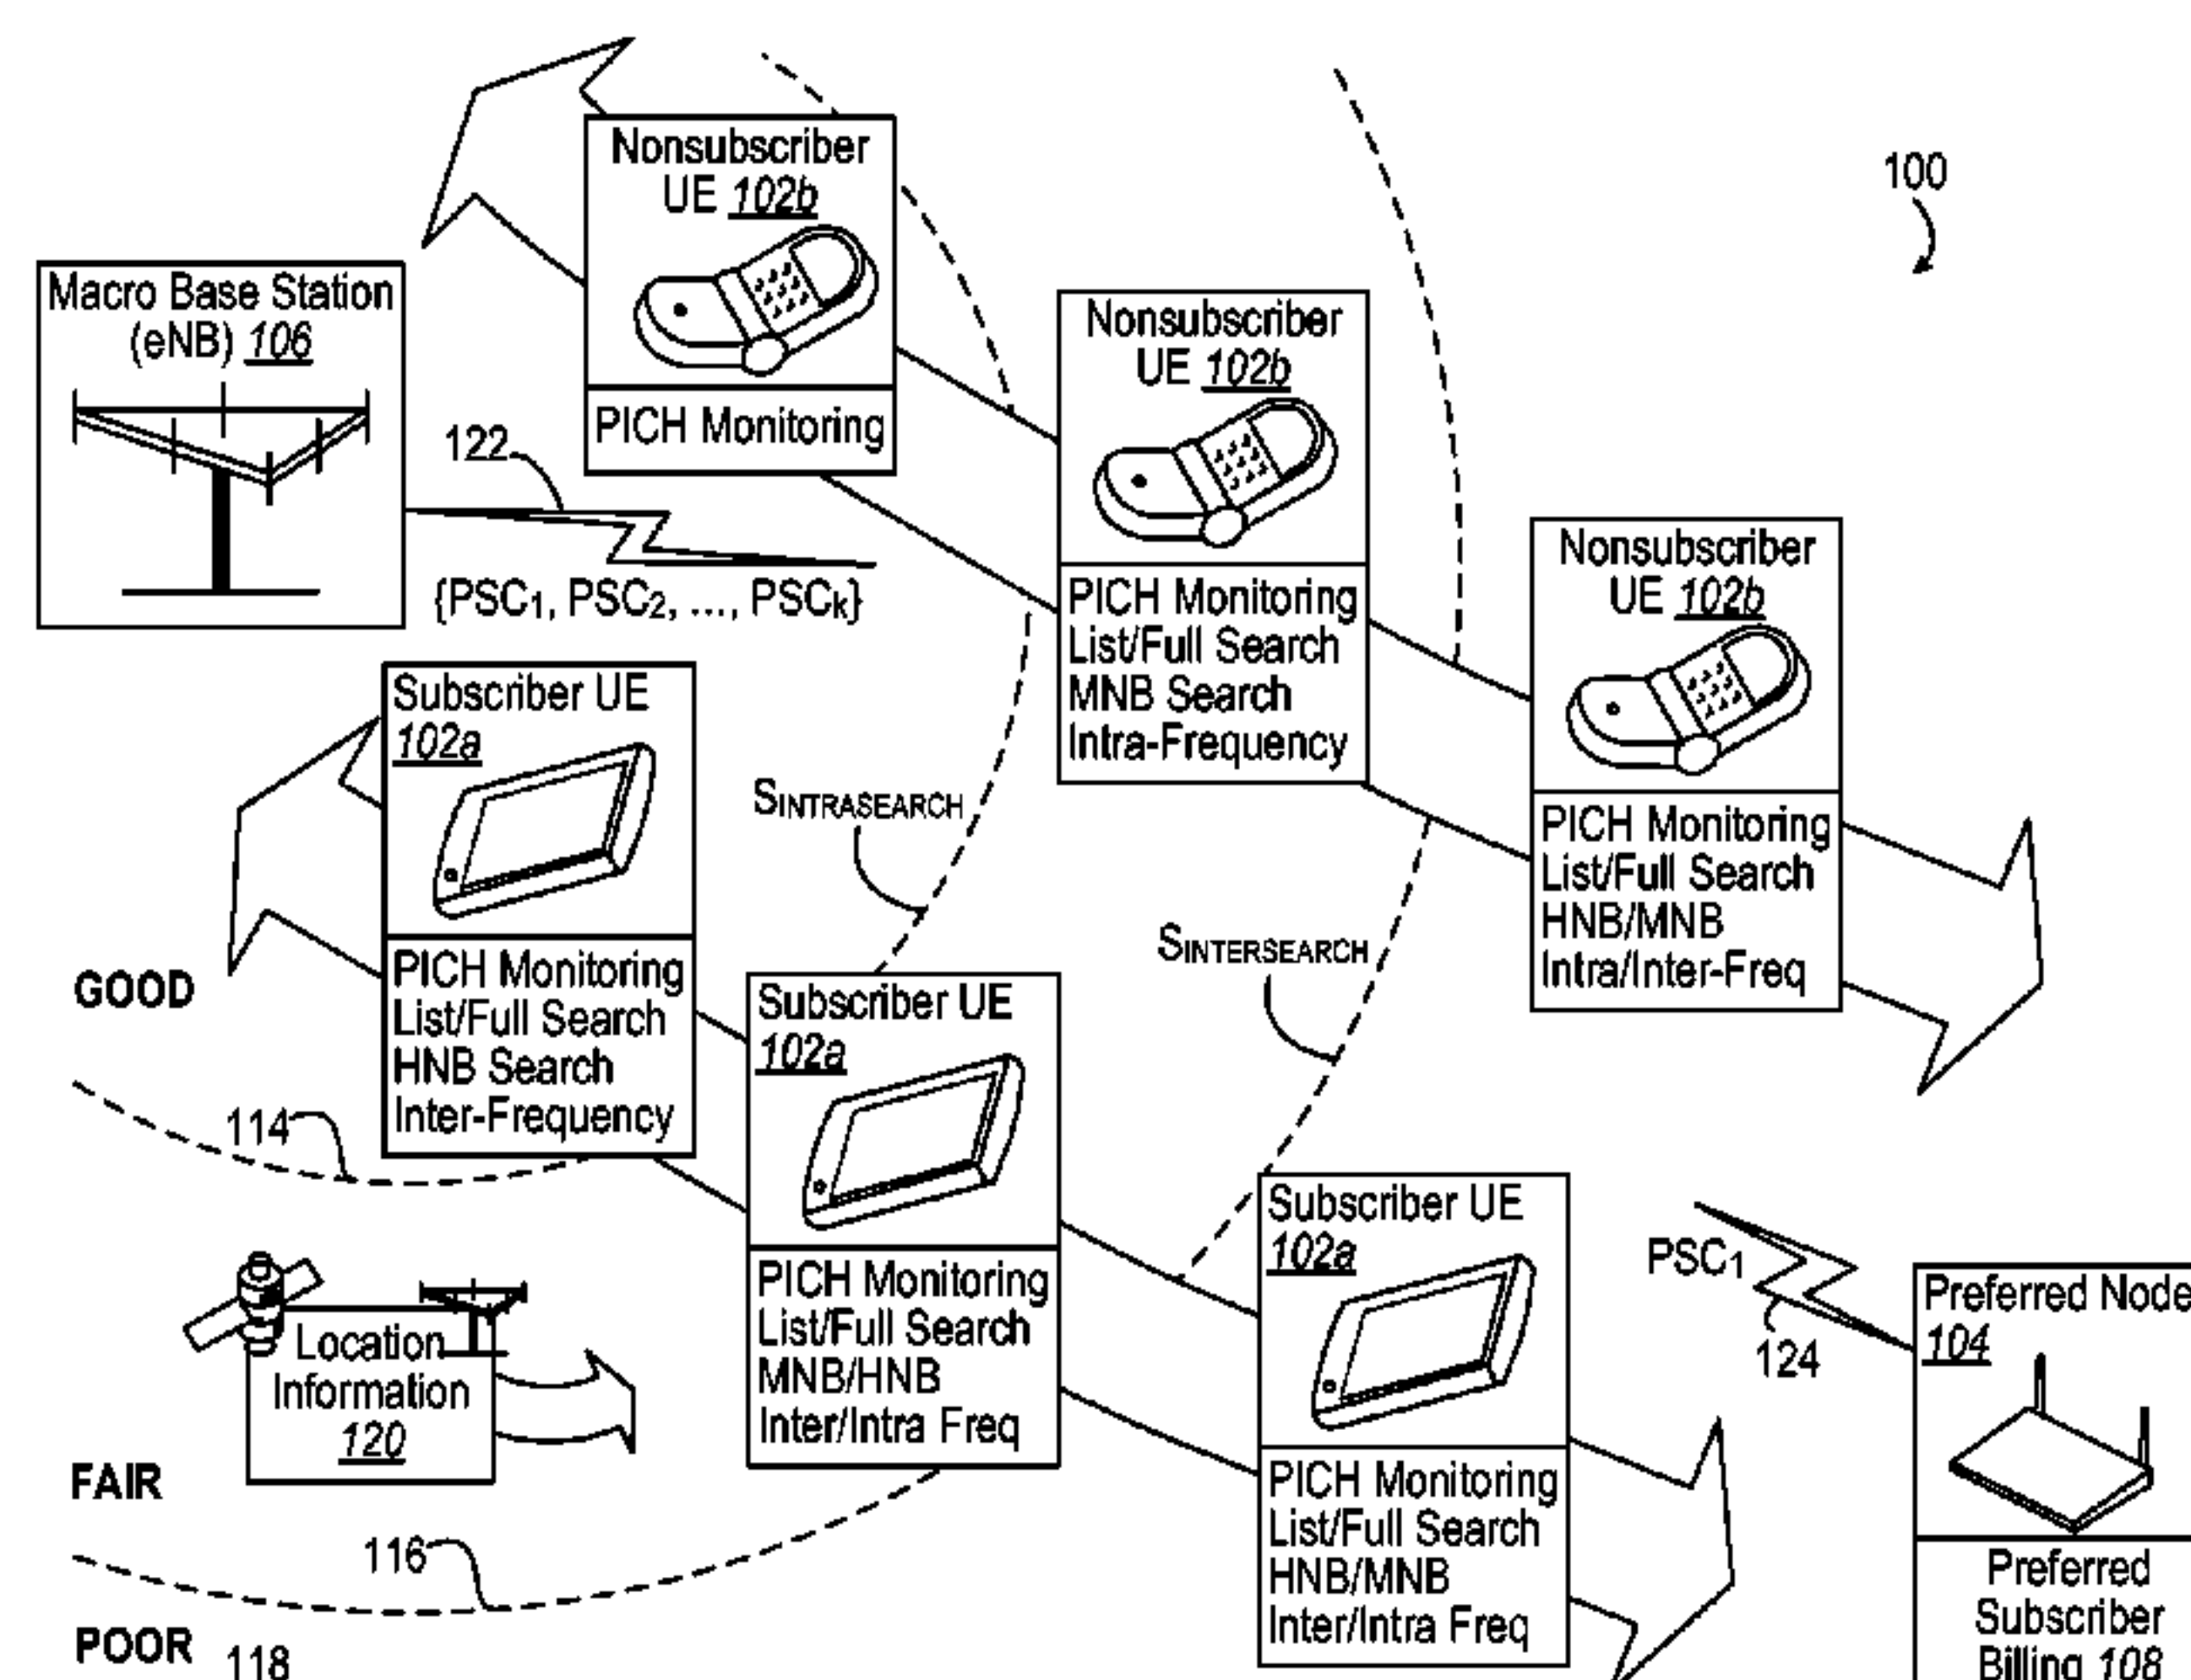 100
Nonsubscriber
UE 102b
PICH Monitoring
Macro Base Station
(eNB) 106
122
{PSC1, PSC2, ..., PSCk}
Nonsubscriber
UE 102b
PICH Monitoring
List/Full Search
MNB Search
Intra-Frequency
Nonsubscriber
UE 102b
PICH Monitoring
List/Full Search
HNB/MNB
Intra/Inter-Freq
Subscriber UE
102a
PICH Monitoring
List/Full Search
HNB Search
Inter-Frequency
SINTRASEARCH
SINTERSEARCH
GOOD
114
Subscriber UE
102a
PICH Monitoring
List/Full Search
MNB/HNB
Inter/Intra Freq
Subscriber UE
102a
PICH Monitoring
List/Full Search
HNB/MNB
Inter/Intra Freq
Location
Information
120
FAIR
116
POOR
118
PSC1
124
Preferred Node
104
Preferred
Subscriber
Billing 108